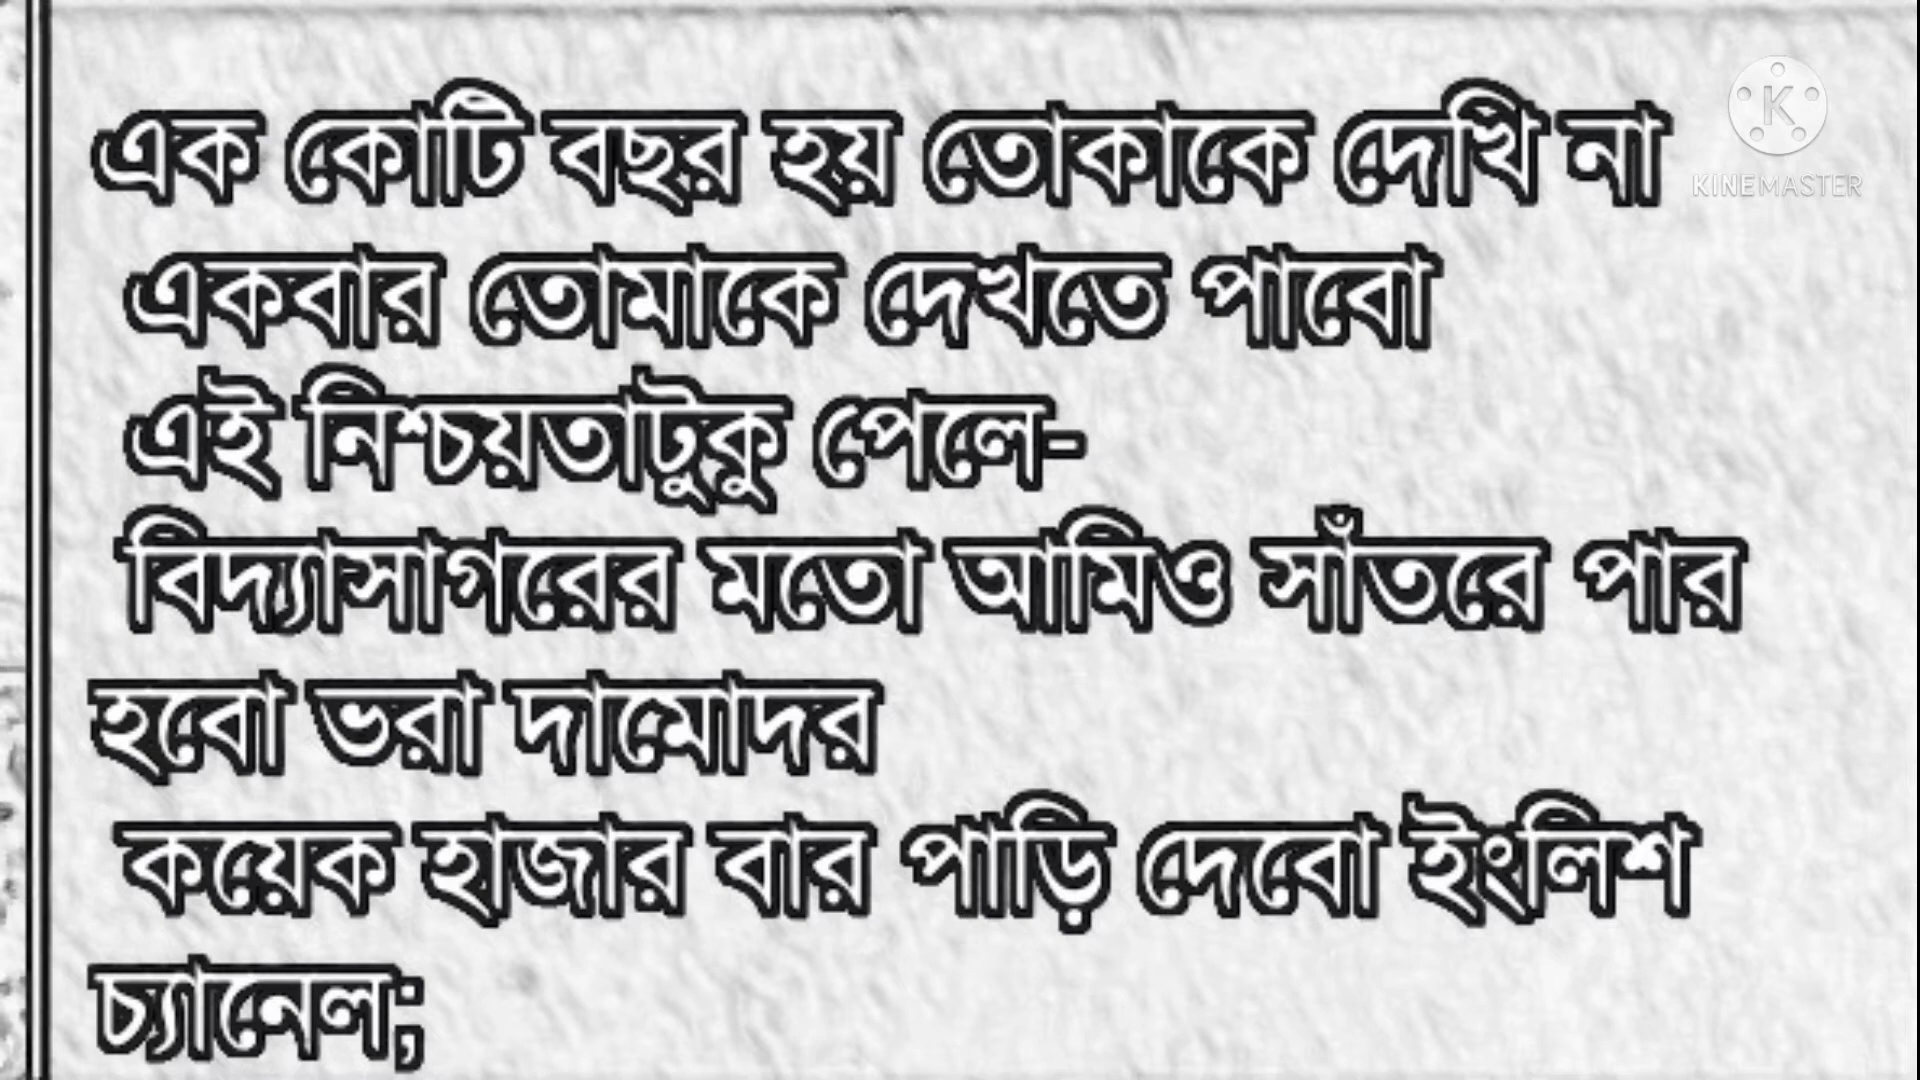 এক কোটি বছর হয় তোকাকে দেখি না
একবার তোমাকে দেখতে পাবো
এই নিশ্চয়তাটুকু পেলে-
বিদ্যাসাগরের মতো আমিও সাঁতরে পার
হবো ভরা দামোদর
কয়েক হাজার বার পাড়ি দেবো ইংলিশ
চ্যানেল;
K
KINEMASTER